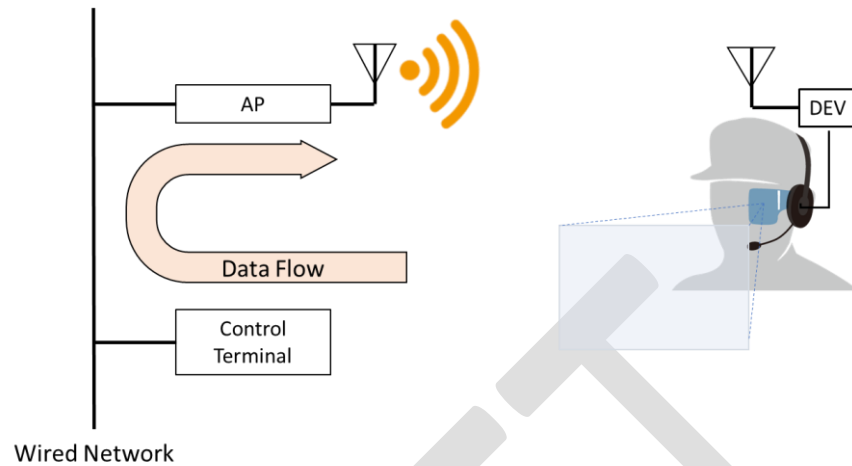 AP
DEV
Data Flow
Control
Terminal
Wired Network